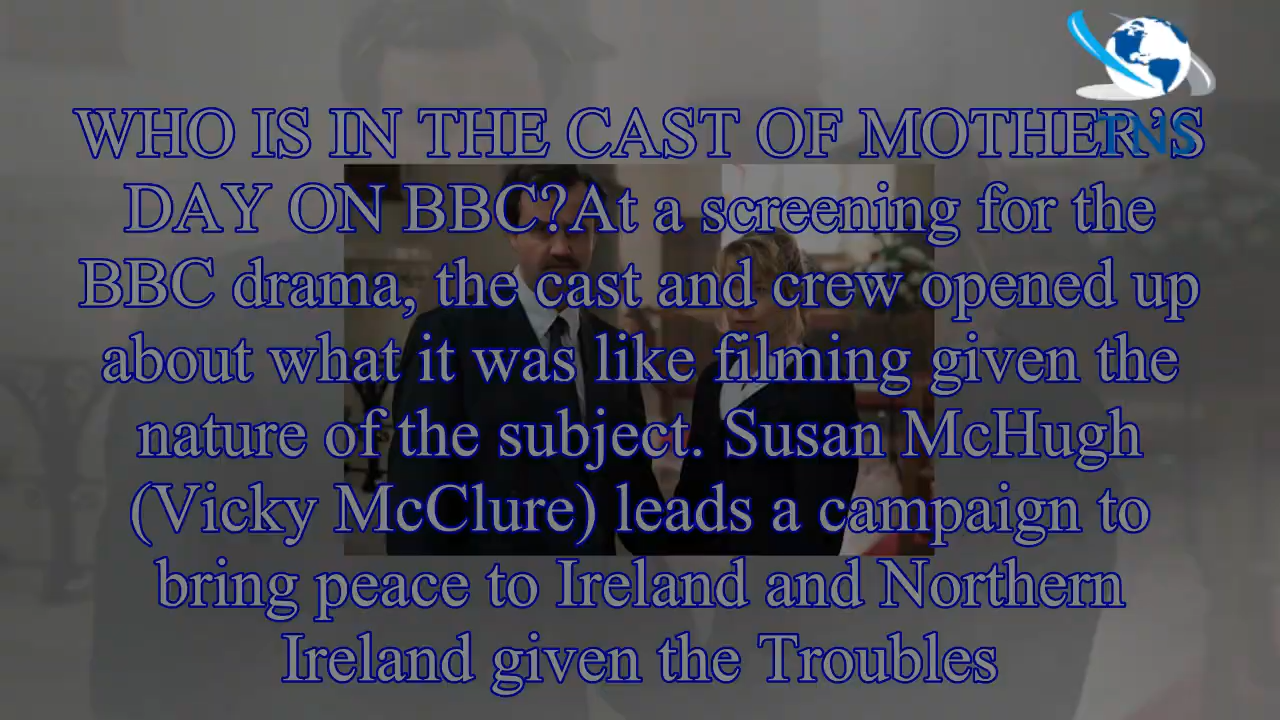 TNS
WHO IS IN THE CAST OF MOTHER’S
DAY ON BBC?At a screening for the
BBC drama, the cast and crew opened up
about what it was like filming given the
nature of the subject. Susan McHugh
(Vicky McClure) leads a campaign to
bring peace to Ireland and Northern
Ireland given the Troubles